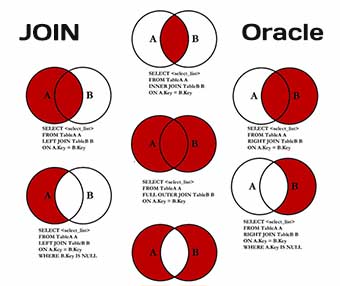 JOIN
Oracle
A B
SELECT <select_list>
FROM TableA A
INNER JOIN TableB B
ON A.Key = B.Key
A B
SELECT <select_list>
FROM TableA A
LEFT JOIN TableB B
ON A.Key = B.Key
A B
SELECT <select_list>
FROM TableA A
RIGHT JOIN TableB B
ON A.Key = B.Key
A B
SELECT <select_list>
FROM TableA A
FULL OUTER JOIN TableB B
ON A.Key = B.Key
A B
SELECT <select_list>
FROM TableA A
LEFT JOIN TableB B
ON A.Key = B.Key
WHERE B.Key IS NULL
A B
SELECT <select_list>
FROM TableA A
RIGHT JOIN TableB B
ON A.Key = B.Key
WHERE A.Key IS NULL
A B